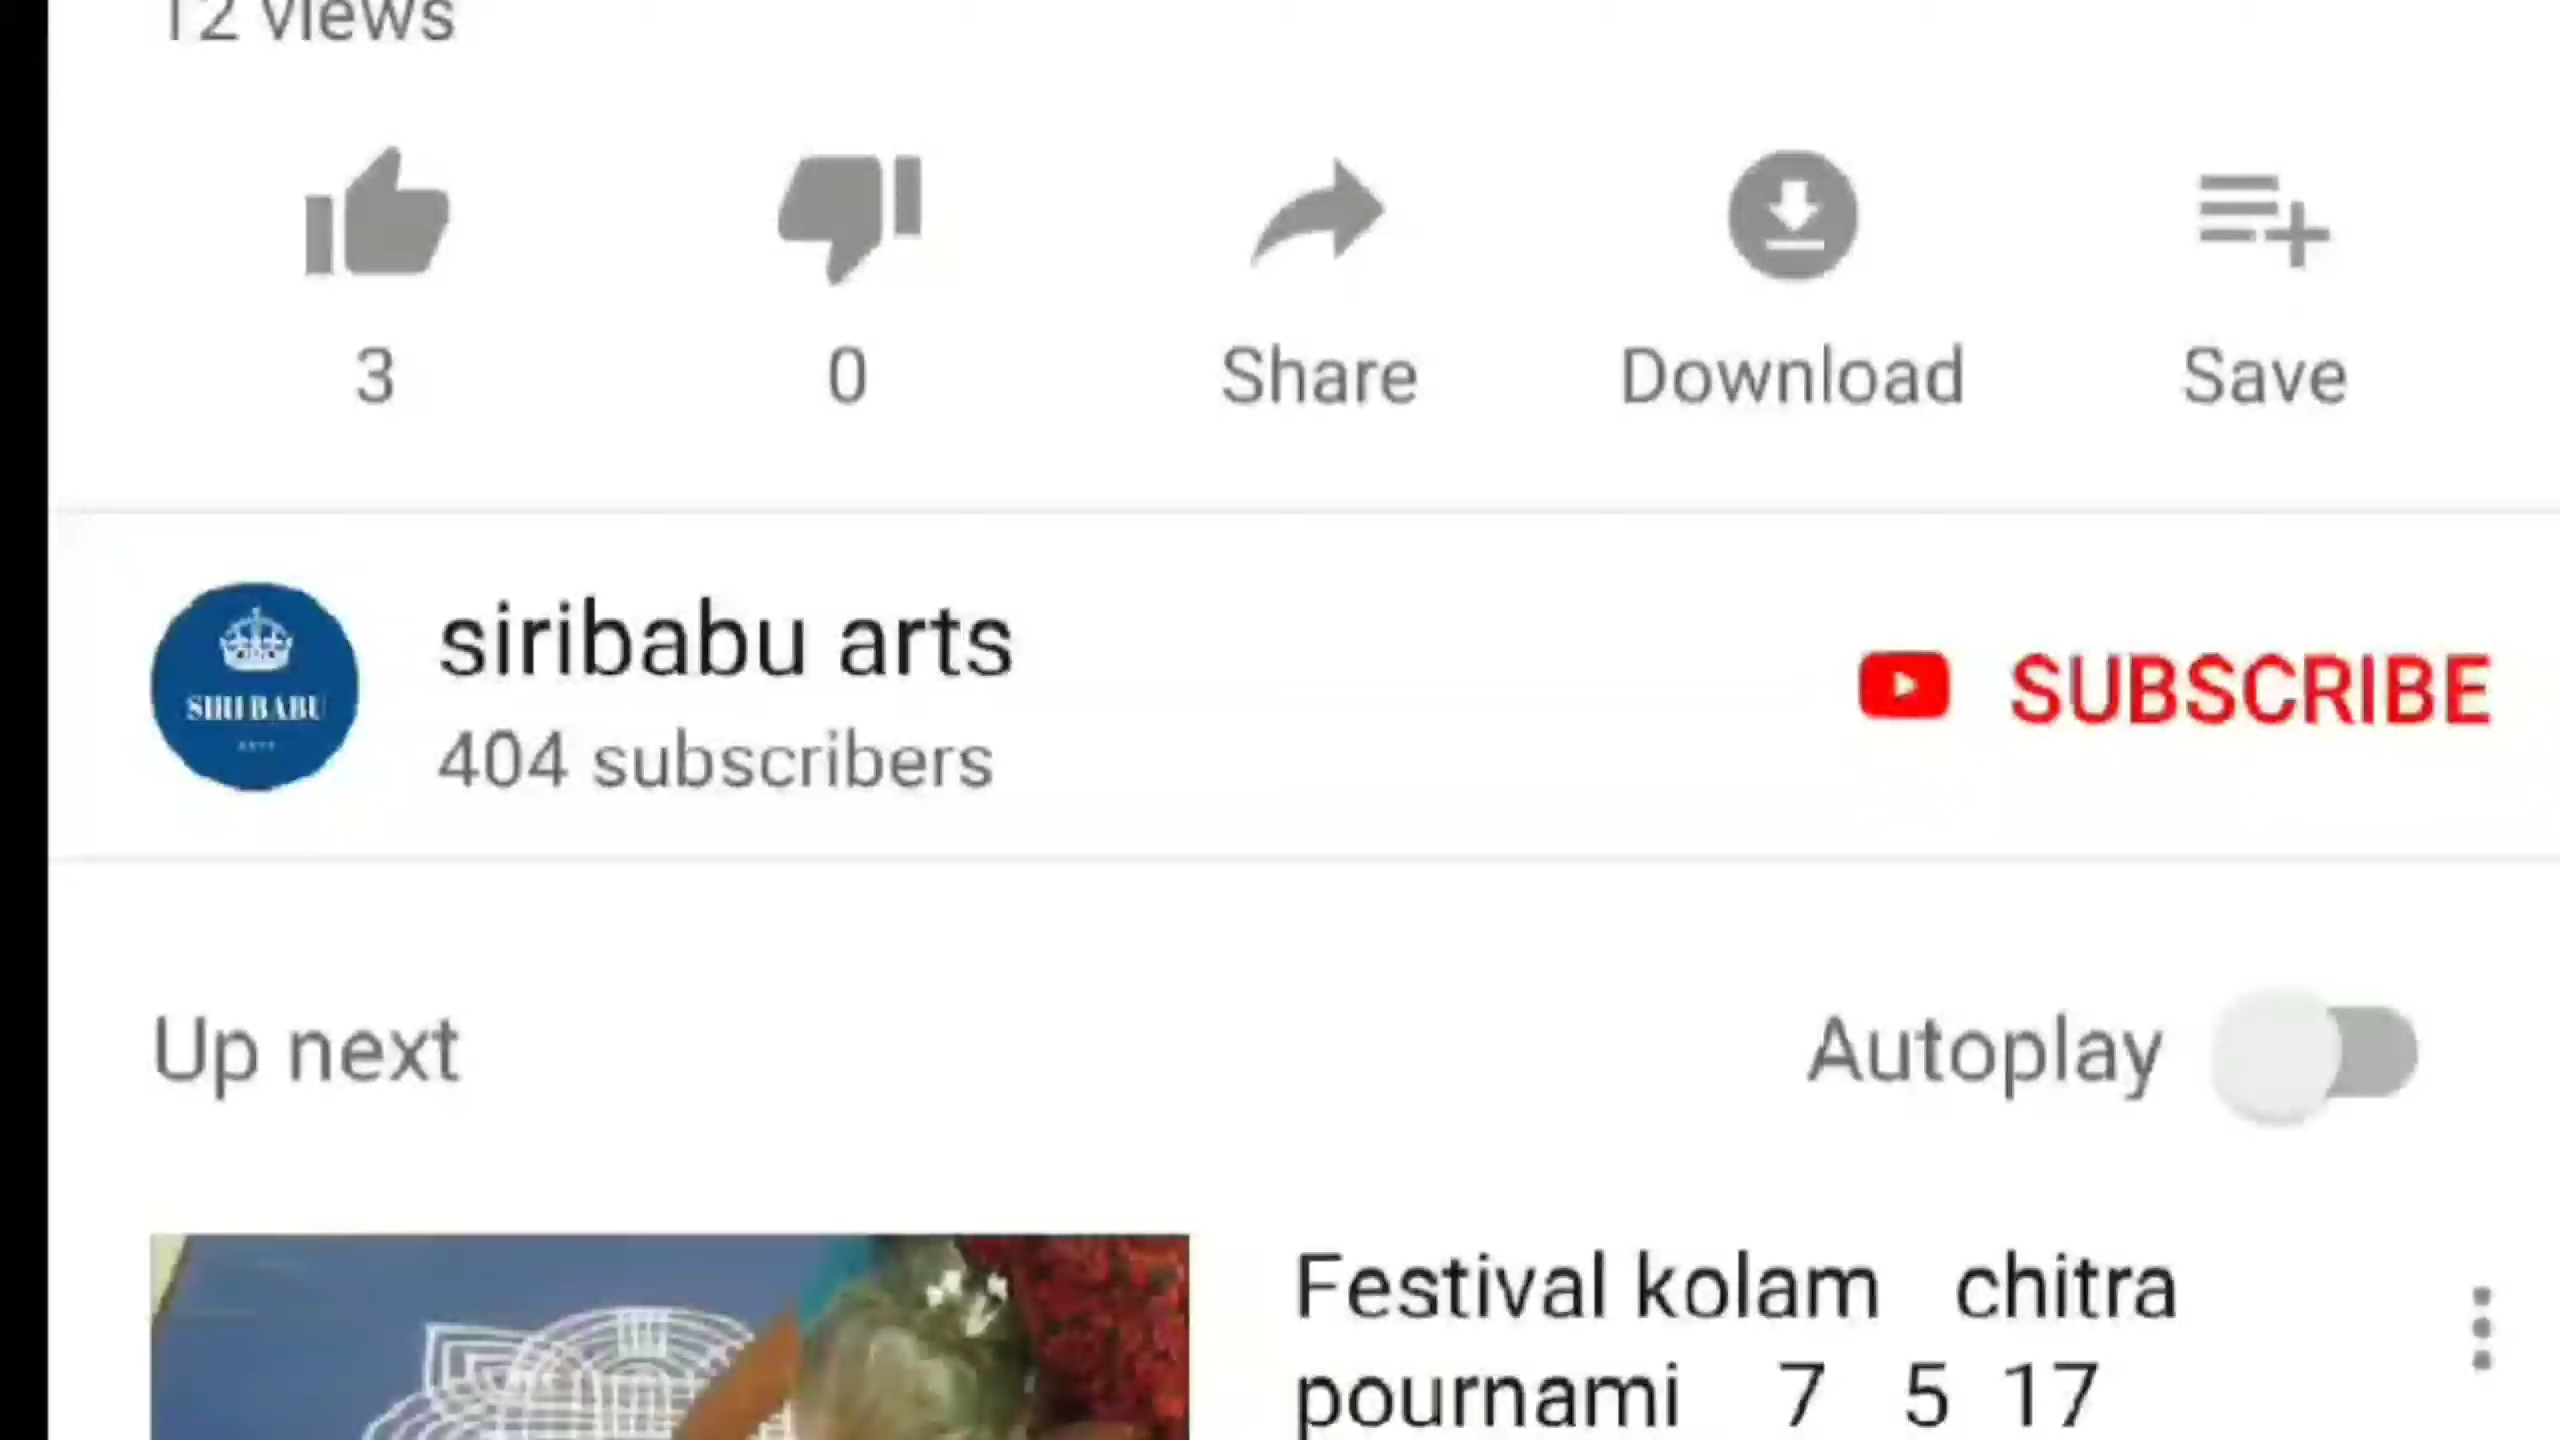 12 views
3 0 Share Download Save
siribabu arts
SIRI BABU
SUBSCRIBE
404 subscribers
Up next Autoplay
Festival kolam chitra
pournami 7 5 17